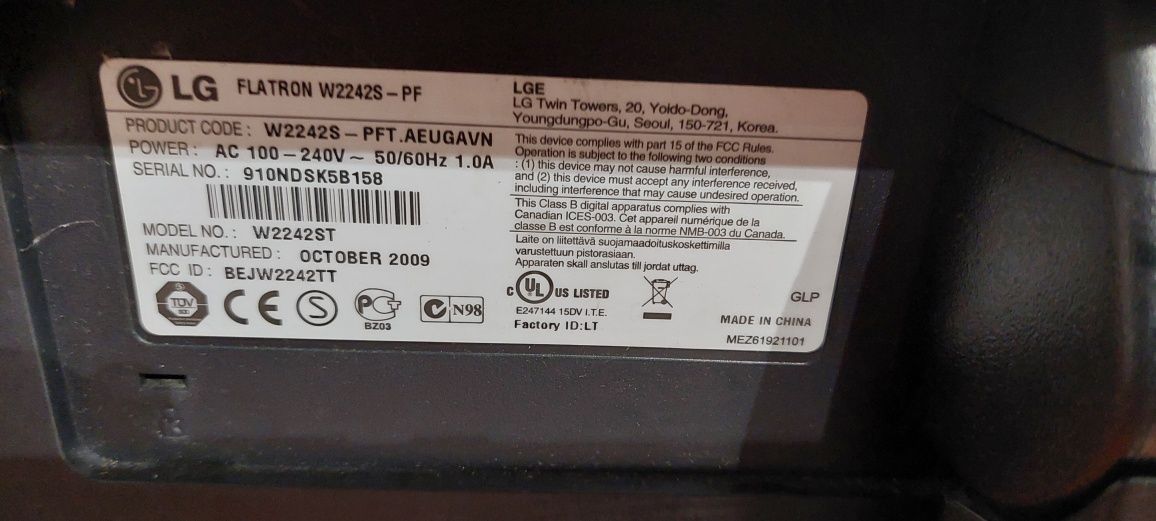 LG FLATRON W2242S-PF
PRODUCT CODE: W2242S-PFT.AEUGAVN
POWER: AC 100-240V~ 50/60Hz 1.0A
SERIAL NO.: 910NDSK5B158
MODEL NO.: W2242ST
MANUFACTURED: OCTOBER 2009
FCC ID: BEJW2242TT
TÜV
CE
S
PC
BZ03
N98
LGE
LG Twin Towers, 20, Yoido-Dong,
Youngdungpo-Gu, Seoul, 150-721, Korea.
This device complies with part 15 of the FCC Rules.
Operation is subject to the following two conditions
: (1) this device may not cause harmful interference,
and (2) this device must accept any interference received,
including interference that may cause undesired operation.
This Class B digital apparatus complies with
Canadian ICES-003. Cet appareil numérique de la
classe B est conforme à la norme NMB-003 du Canada.
Laite on liitettävä suojamaadoituskoskettimilla
varustettuun pistorasiaan.
Apparaten skall anslutas till jordat uttag.
C UL US LISTED
E247144 15DV I.T.E.
Factory ID:LT
GLP
MADE IN CHINA
MEZ61921101